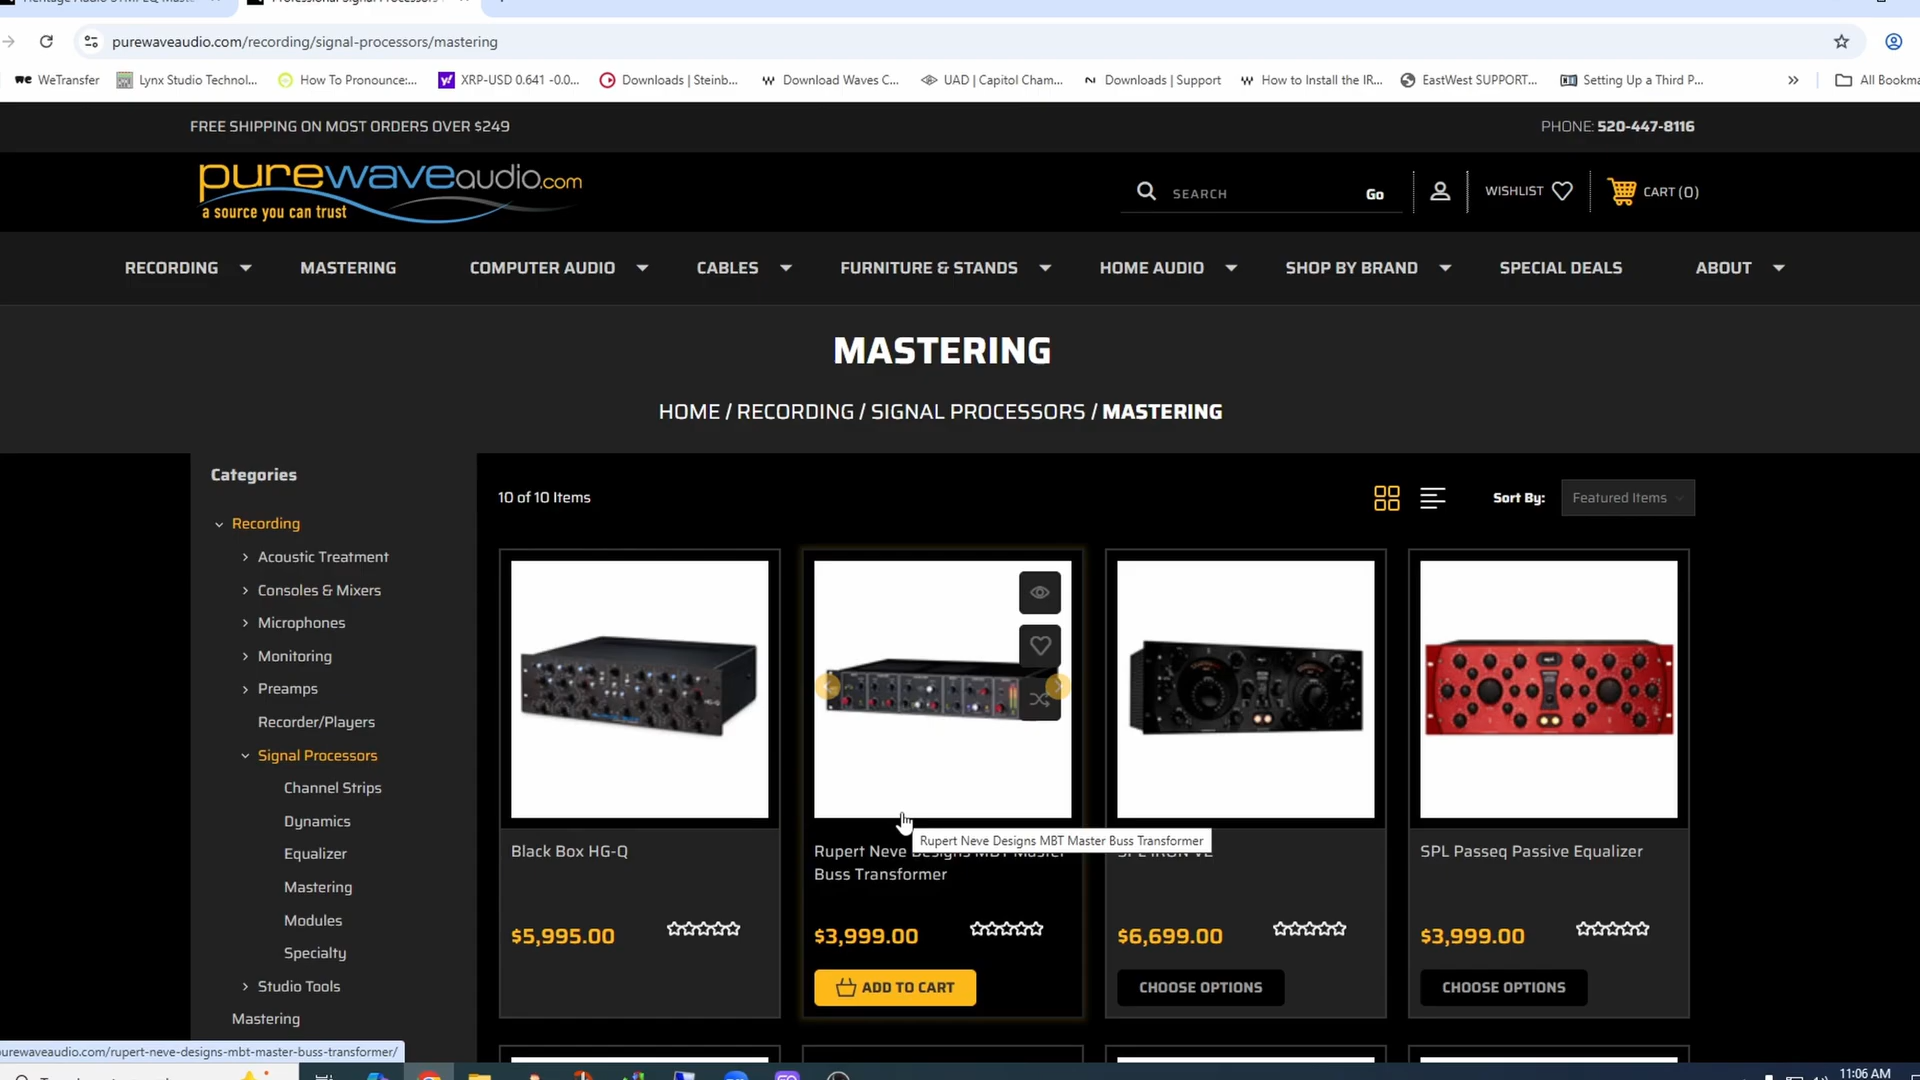 purewaveaudio.com/recording/signal-processors/mastering
WeTransfer
Lynx Studio Technol...
How To Pronounce:...
XRP-USD 0.641 -0.0...
Downloads | Steinb...
Download Waves C...
UAD | Capitol Cham...
Downloads | Support
How to Install the IR...
EastWest SUPPORT...
Setting Up a Third P...
All Bookma
FREE SHIPPING ON MOST ORDERS OVER $249
PHONE: 520-447-8116
purewaveaudio.com
a source you can trust
SEARCH
Go
WISHLIST
CART (0)
RECORDING
MASTERING
COMPUTER AUDIO
CABLES
FURNITURE & STANDS
HOME AUDIO
SHOP BY BRAND
SPECIAL DEALS
ABOUT
MASTERING
HOME / RECORDING / SIGNAL PROCESSORS / MASTERING
Categories
Recording
Acoustic Treatment
Consoles & Mixers
Microphones
Monitoring
Preamps
Recorder/Players
Signal Processors
Channel Strips
Dynamics
Equalizer
Mastering
Modules
Specialty
Studio Tools
Mastering
10 of 10 Items
Sort By:
Featured Items
HG-Q
Black Box HG-Q
$5,995.00
Rupert Neve Designs MBT Master Buss Transformer
Rupert Neve Designs MBT Master
Buss Transformer
$3,999.00
ADD TO CART
SPL IRON V2
$6,699.00
CHOOSE OPTIONS
SPL Passeq Passive Equalizer
$3,999.00
CHOOSE OPTIONS
urewaveaudio.com/rupert-neve-designs-mbt-master-buss-transformer/
11:06 AM